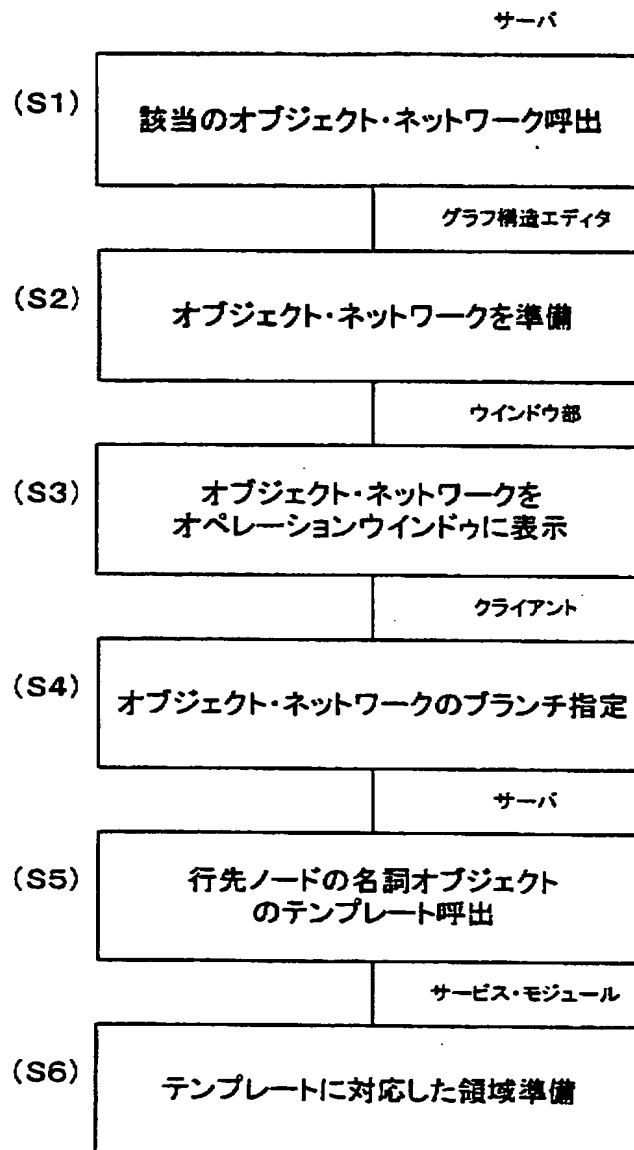 サーバ
(S1)
該当のオブジェクト・ネットワーク呼出
グラフ構造エディタ
(S2)
オブジェクト・ネットワークを準備
ウインドウ部
(S3)
オブジェクト・ネットワークを
オペレーションウインドゥに表示
クライアント
(S4)
オブジェクト・ネットワークのブランチ指定
サーバ
(S5)
行先ノードの名詞オブジェクト
のテンプレート呼出
サービス・モジュール
(S6)
テンプレートに対応した領域準備